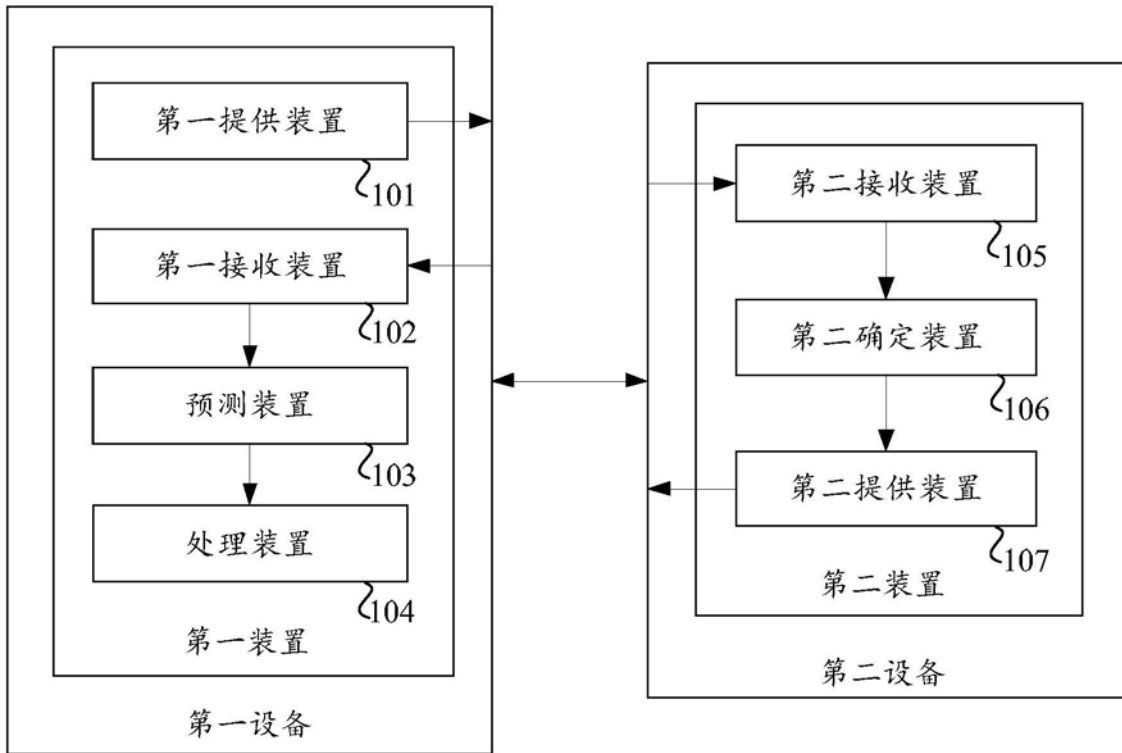 第一提供装置
101
第一接收装置
102
预测装置
103
处理装置
104
第一装置
第一设备
第二接收装置
105
第二确定装置
106
第二提供装置
107
第二装置
第二设备